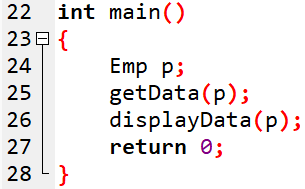 22 int main()
23 {
24     Emp p;
25     getData(p);
26     displayData(p);
27     return 0;
28 }